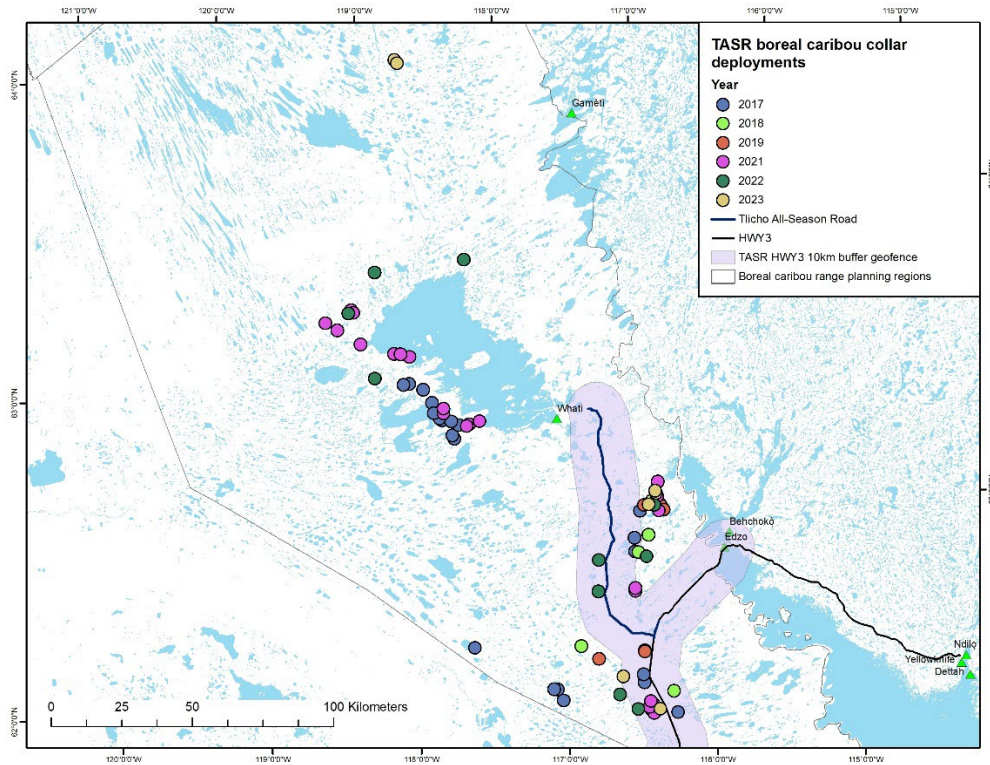 121°0'0"W 120°0'0"W 119°0'0"W 118°0'0"W 117°0'0"W 116°0'0"W 115°0'0"W
TASR boreal caribou collar
deployments
Year
2017
2018
2019
2021
2022
2023
Tlicho All-Season Road
HWY3
TASR HWY3 10km buffer geofence
Boreal caribou range planning regions
64°0'0"N
Gamètì
63°0'0"N
Whatì
Behchokò
Edzo
Ndilǫ
Yellowknife
Dettah
0 25 50 100 Kilometers
62°0'0"N
120°0'0"W 119°0'0"W 118°0'0"W 117°0'0"W 116°0'0"W 115°0'0"W